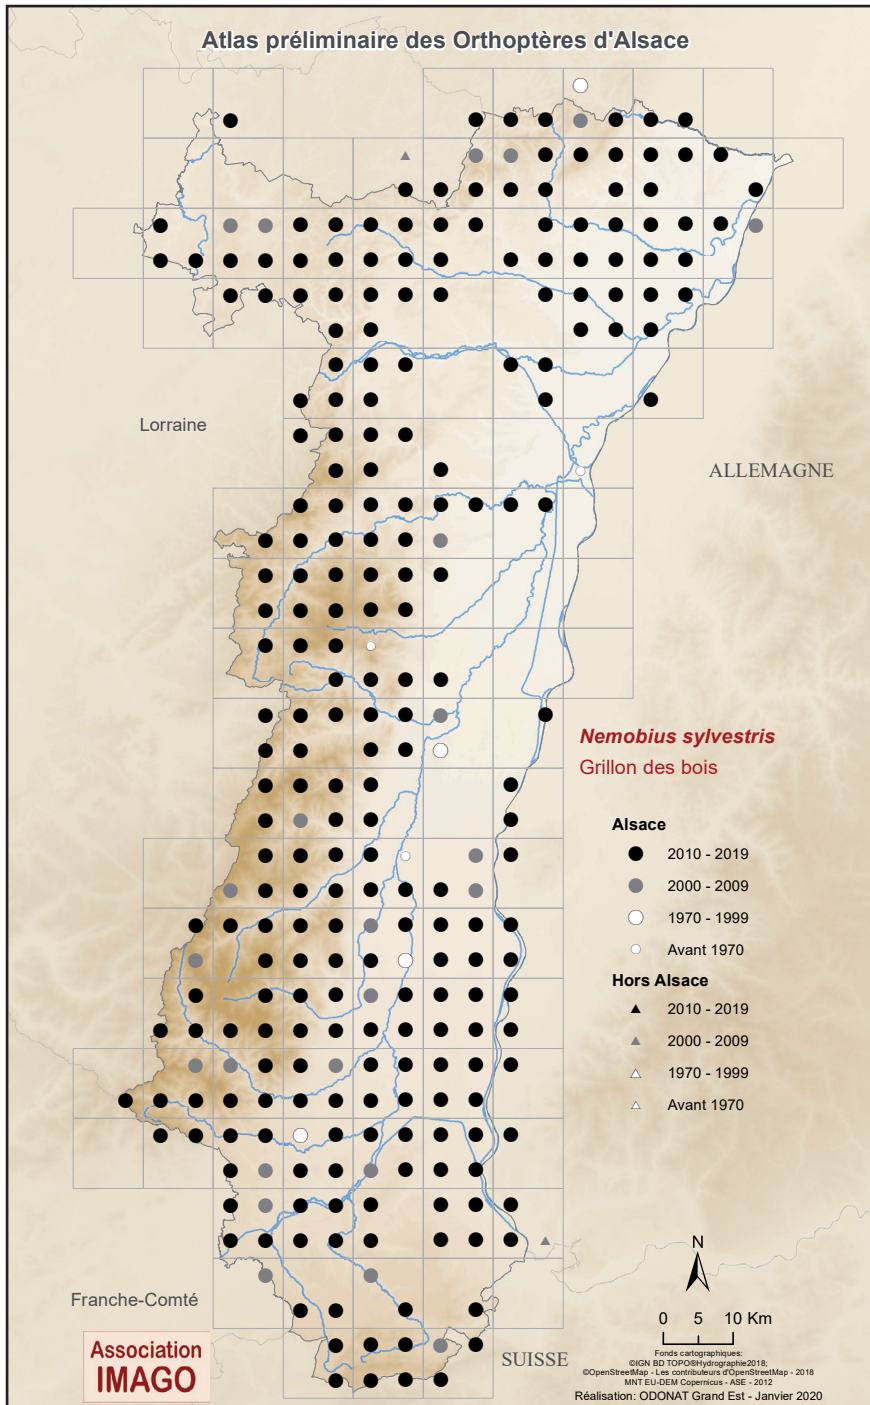 Atlas préliminaire des Orthoptères d'Alsace
Lorraine
ALLEMAGNE
Nemobius sylvestris
Grillon des bois
Alsace
2010 - 2019
2000 - 2009
1970 - 1999
Avant 1970
Hors Alsace
2010 - 2019
2000 - 2009
1970 - 1999
Avant 1970
N
Franche-Comté
0 5 10 Km
Association
IMAGO
SUISSE
Fonds cartographiques:
©IGN BD TOPO®Hydrographie2018;
©OpenStreetMap - Les contributeurs d'OpenStreetMap - 2018
MNT EU-DEM Copernicus - ASE - 2012
Réalisation: ODONAT Grand Est - Janvier 2020